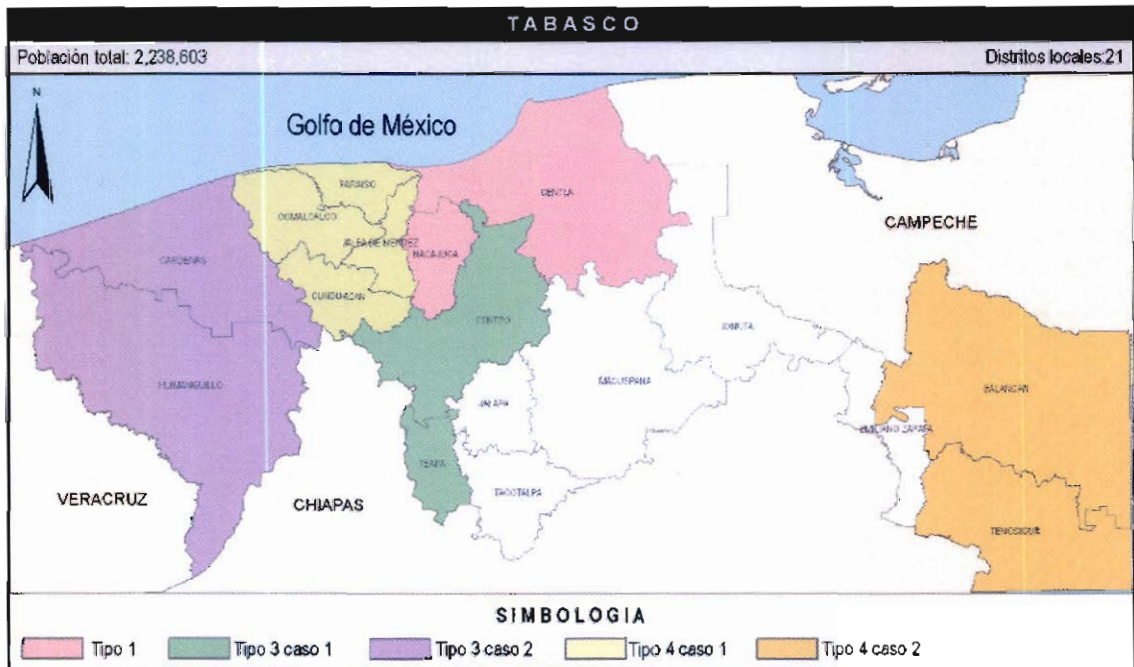 TABASCO
Población total: 2,238,603 Distritos locales:21
N
Golfo de México
PARAISO
CENTLA
COMALCALCO
CAMPECHE
JALPA DE MENDEZ
NACAJUCA
CARDENAS
CUNDUACAN
CENTRO
JONUTA
HUIMANGUILLO
MACUSPANA
BALANCAN
JALAPA
EMILIANO ZAPATA
TEAPA
VERACRUZ
CHIAPAS
TACOTALPA
TENOSIQUE
SIMBOLOGIA
Tipo 1 Tipo 3 caso 1 Tipo 3 caso 2 Tipo 4 caso 1 Tipo 4 caso 2